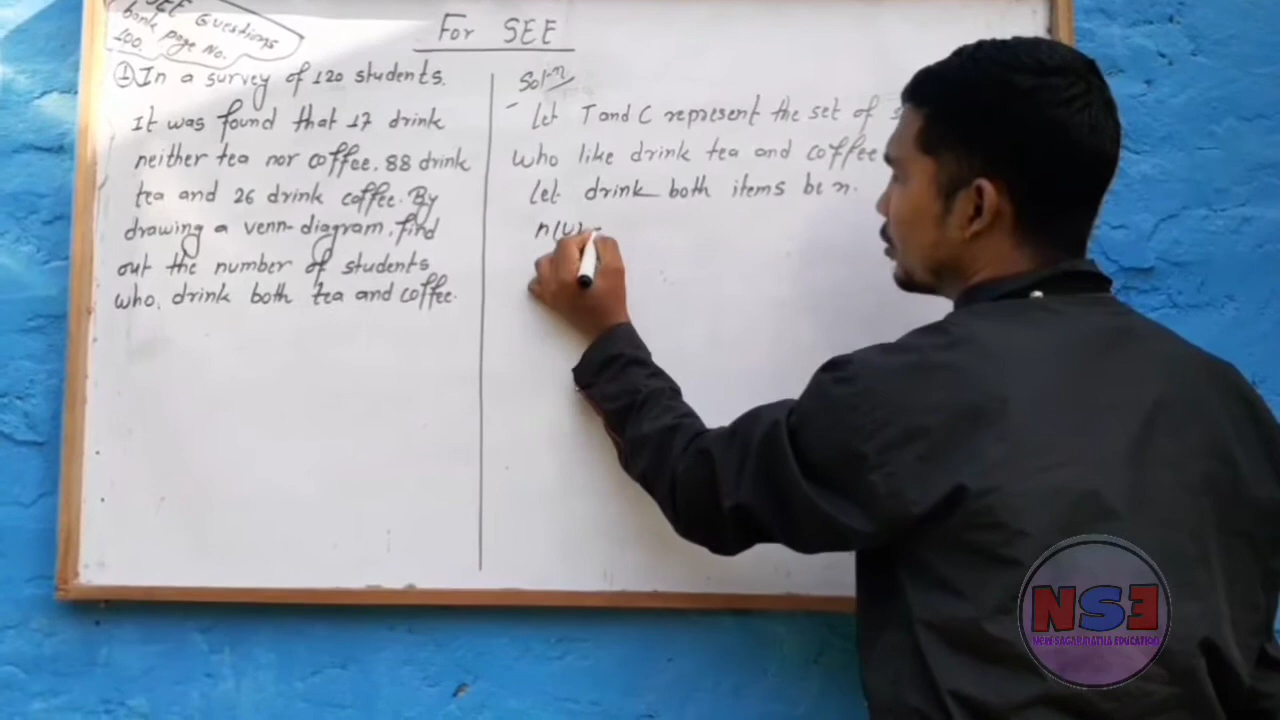 SEE Questions
bank page No.
100.
For SEE
① In a survey of 120 students.
It was found that 17 drink
neither tea nor coffee. 88 drink
tea and 26 drink coffee. By
drawing a venn-diagram, find
out the number of students
who, drink both tea and coffee.
Sol-n
Let T and C represent the set of
who like drink tea and coffee
let drink both items be n.
n(U) =
NSE
NEW SAGARMATHA EDUCATION